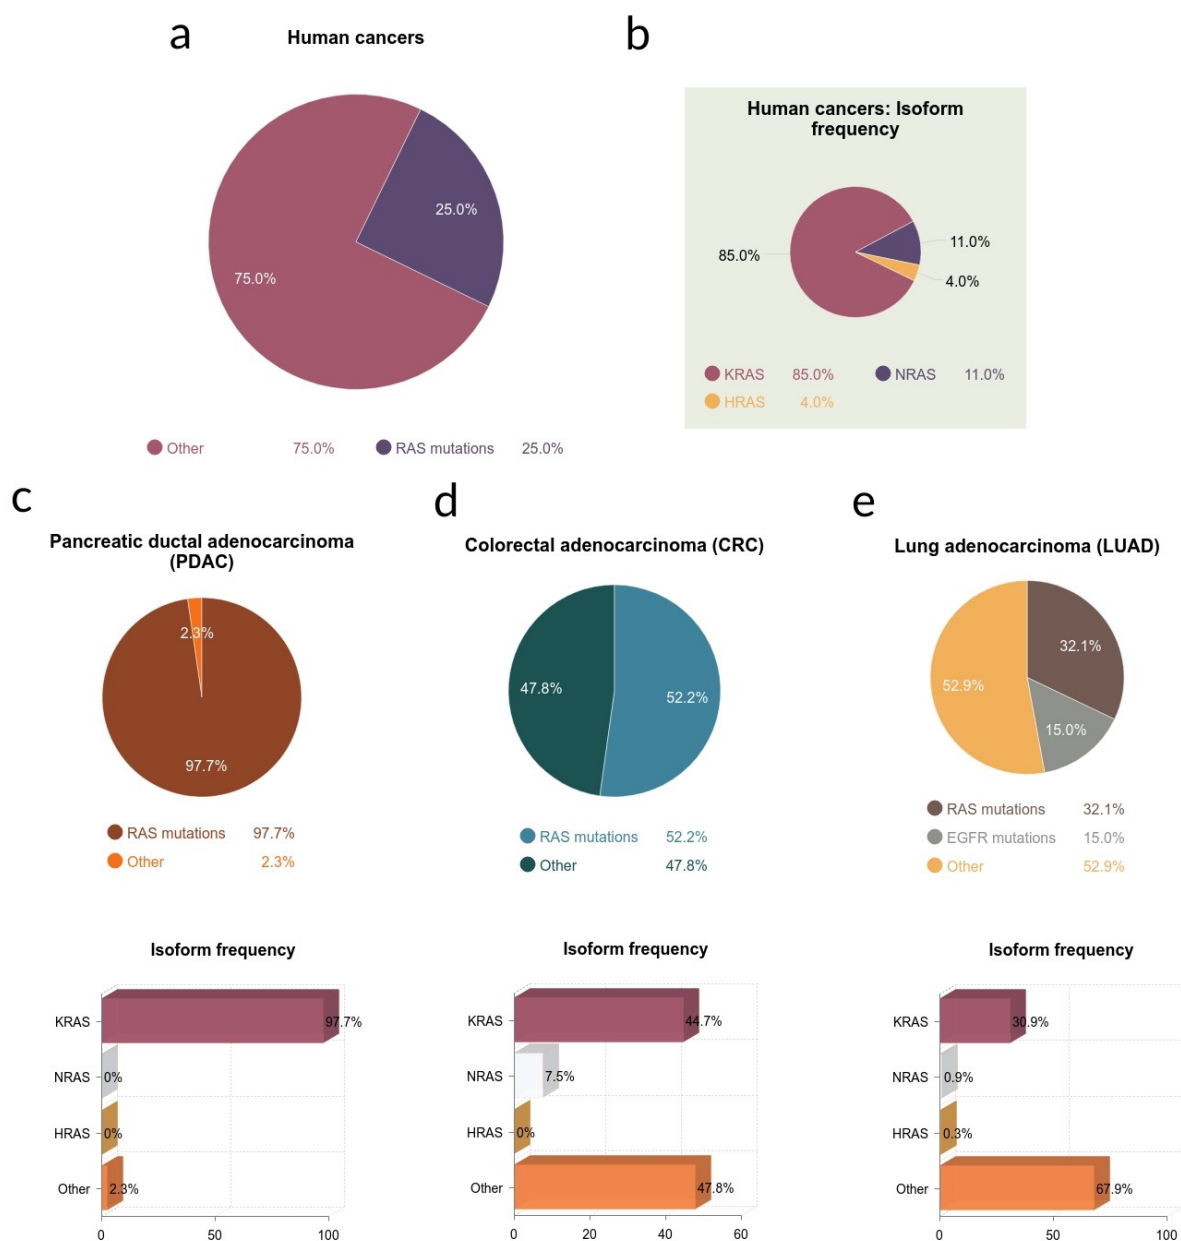 a
Human cancers
75.0%
25.0%
Other 75.0% RAS mutations 25.0%
b
Human cancers: Isoform
frequency
85.0%
11.0%
4.0%
KRAS 85.0% NRAS 11.0%
HRAS 4.0%
c
Pancreatic ductal adenocarcinoma
(PDAC)
2.3%
97.7%
RAS mutations 97.7%
Other 2.3%
Isoform frequency
KRAS 97.7%
NRAS 0%
HRAS 0%
Other 2.3%
0 50 100
d
Colorectal adenocarcinoma (CRC)
47.8%
52.2%
RAS mutations 52.2%
Other 47.8%
Isoform frequency
KRAS 44.7%
NRAS 7.5%
HRAS 0%
Other 47.8%
0 20 40 60
e
Lung adenocarcinoma (LUAD)
32.1%
52.9%
15.0%
RAS mutations 32.1%
EGFR mutations 15.0%
Other 52.9%
Isoform frequency
KRAS 30.9%
NRAS 0.9%
HRAS 0.3%
Other 67.9%
0 50 100